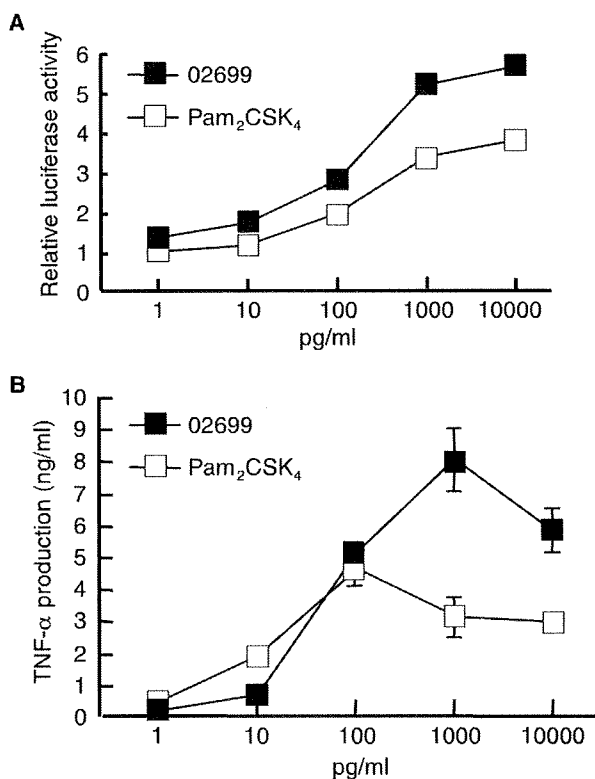 A
Relative luciferase activity
6
5
4
3
2
1
0
02699
Pam₂CSK₄
1 10 100 1000 10000
pg/ml
B
TNF-α production (ng/ml)
10
9
8
7
6
5
4
3
2
1
0
02699
Pam₂CSK₄
1 10 100 1000 10000
pg/ml